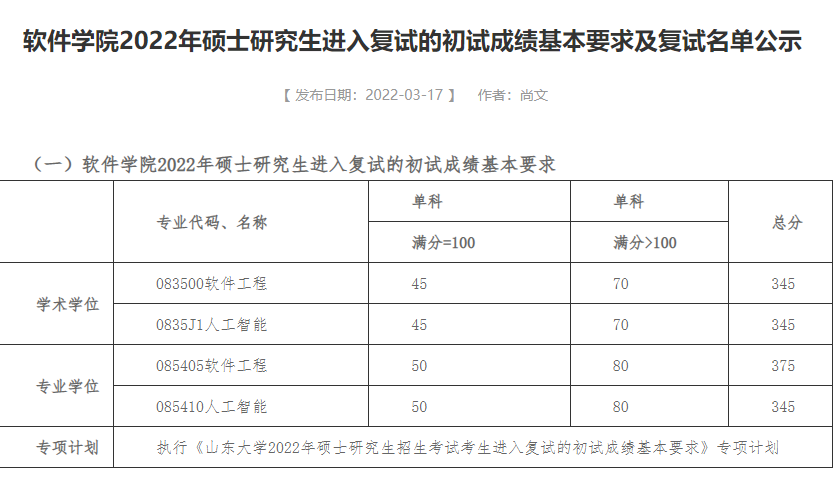 软件学院2022年硕士研究生进入复试的初试成绩基本要求及复试名单公示
【 发布日期：2022-03-17 】 作者：尚文
（一）软件学院2022年硕士研究生进入复试的初试成绩基本要求
专业代码、名称 单科 单科 总分
满分=100 满分>100
学术学位 083500软件工程 45 70 345
0835J1人工智能 45 70 345
专业学位 085405软件工程 50 80 375
085410人工智能 50 80 345
专项计划 执行《山东大学2022年硕士研究生招生考试考生进入复试的初试成绩基本要求》专项计划